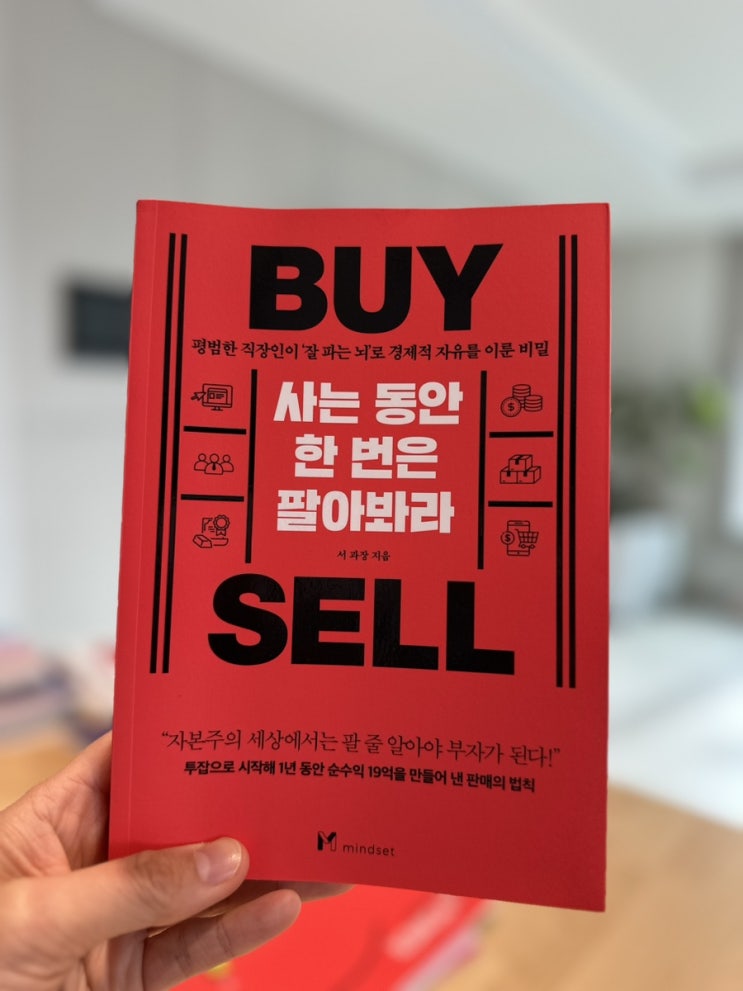 BUY
평범한 직장인이 '잘 파는 뇌'로 경제적 자유를 이룬 비밀
사는 동안
한 번은
팔아봐라
서 과장 지음
SELL
“자본주의 세상에서는 팔 줄 알아야 부자가 된다!”
투잡으로 시작해 1년 동안 순수익 19억을 만들어 낸 판매의 법칙
M mindset